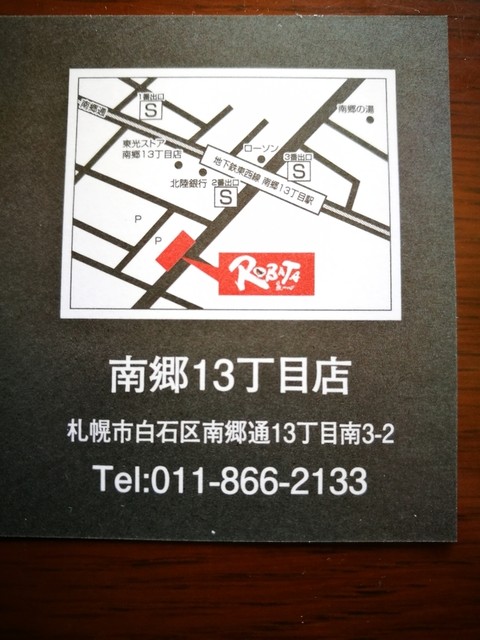 1番出口
S
南郷の湯
南郷通
東光ストア
南郷13丁目店
ローソン
3番出口
S
地下鉄東西線 南郷13丁目駅
北陸銀行
2番出口
S
P
P
ROBATA
南郷13丁目店
札幌市白石区南郷通13丁目南3-2
Tel:011-866-2133